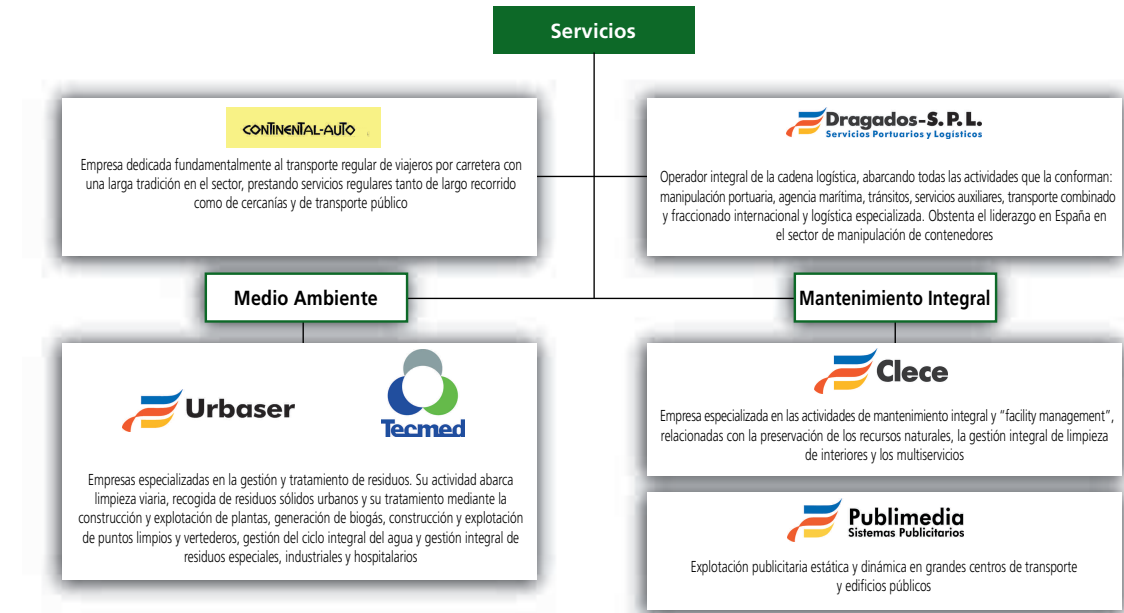 Servicios
CONTINENTAL-AUTO
Empresa dedicada fundamentalmente al transporte regular de viajeros por carretera con
una larga tradición en el sector, prestando servicios regulares tanto de largo recorrido
como de cercanías y de transporte público
Dragados-S.P.L.
Servicios Portuarios y Logísticos
Operador integral de la cadena logística, abarcando todas las actividades que la conforman:
manipulación portuaria, agencia marítima, tránsitos, servicios auxiliares, transporte combinado
y fraccionado internacional y logística especializada. Obstenta el liderazgo en España en
el sector de manipulación de contenedores
Medio Ambiente
Mantenimiento Integral
Urbaser
Tecmed
Empresas especializadas en la gestión y tratamiento de residuos. Su actividad abarca
limpieza viaria, recogida de residuos sólidos urbanos y su tratamiento mediante la
construcción y explotación de plantas, generación de biogás, construcción y explotación
de puntos limpios y vertederos, gestión del ciclo integral del agua y gestión integral de
residuos especiales, industriales y hospitalarios
Clece
Empresa especializada en las actividades de mantenimiento integral y “facility management”,
relacionadas con la preservación de los recursos naturales, la gestión integral de limpieza
de interiores y los multiservicios
Publimedia
Sistemas Publicitarios
Explotación publicitaria estática y dinámica en grandes centros de transporte
y edificios públicos